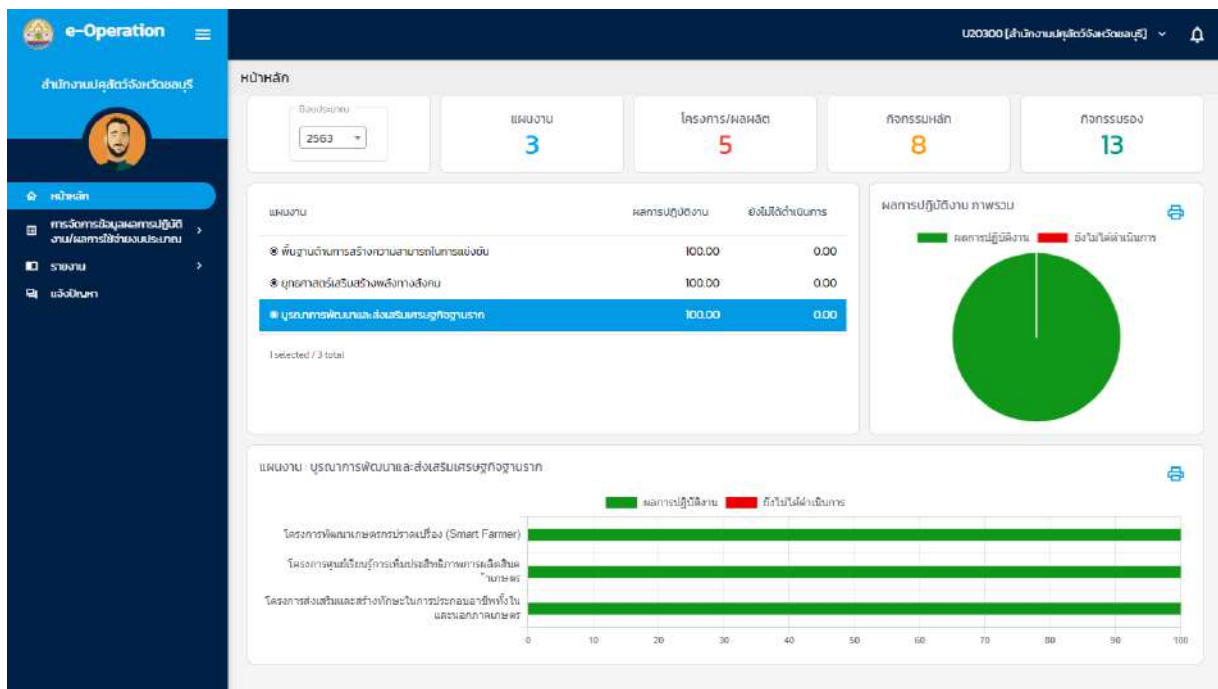 e-Operation
U20300 [สำนักงานปศุสัตว์จังหวัดชลบุรี]
สำนักงานปศุสัตว์จังหวัดชลบุรี
หน้าหลัก
ปีงบประมาณ
2563
แผนงาน
3
โครงการ/ผลผลิต
5
กิจกรรมหลัก
8
กิจกรรมรอง
13
หน้าหลัก
การจัดการข้อมูลผลการปฏิบัติ
งาน/ผลการใช้จ่ายงบประมาณ
รายงาน
แจ้งปัญหา
แผนงาน ผลการปฏิบัติงาน ยังไม่ได้ดำเนินการ
พื้นฐานด้านการสร้างความสามารถในการแข่งขัน 100.00 0.00
ยุทธศาสตร์เสริมสร้างพลังทางสังคม 100.00 0.00
บูรณาการพัฒนาและส่งเสริมเศรษฐกิจฐานราก 100.00 0.00
1 selected / 3 total
ผลการปฏิบัติงาน ภาพรวม
ผลการปฏิบัติงาน ยังไม่ได้ดำเนินการ
แผนงาน : บูรณาการพัฒนาและส่งเสริมเศรษฐกิจฐานราก
ผลการปฏิบัติงาน ยังไม่ได้ดำเนินการ
โครงการพัฒนาเกษตรกรปราดเปรื่อง (Smart Farmer)
โครงการศูนย์เรียนรู้การเพิ่มประสิทธิภาพการผลิตสินค
้าเกษตร
โครงการส่งเสริมและสร้างทักษะในการประกอบอาชีพทั้งใน
และนอกภาคเกษตร
0 10 20 30 40 50 60 70 80 90 100